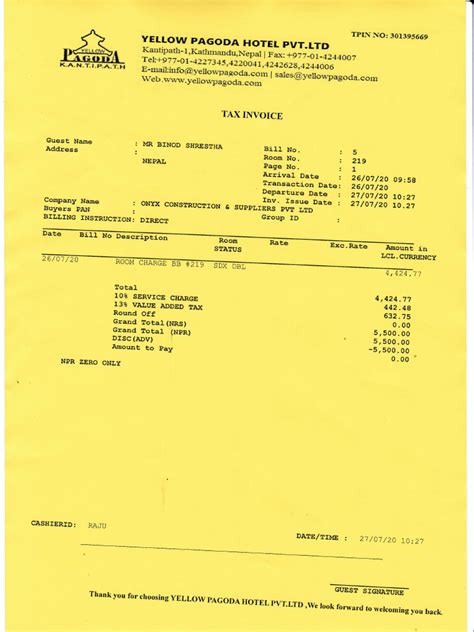 YELLOW
PAGODA
K.A.N.T.I.P.A.T.H
YELLOW PAGODA HOTEL PVT.LTD
TPIN NO: 301395669
Kantipath-1,Kathmandu,Nepal | Fax: +977-01-4244007
Tel:+977-01-4227345,4220041,4242628,4244006
E-mail:info@yellowpagoda.com | sales@yellowpagoda.com
Web.www.yellowpagoda.com
TAX INVOICE
Guest Name : MR BINOD SHRESTHA
Address :
NEPAL
Bill No. : 5
Room No. : 219
Page No. : 1
Arrival Date : 26/07/20 09:58
Transaction Date: 26/07/20
Departure Date : 27/07/20 10:27
Inv. Issue Date : 27/07/20 10.27
Company Name : ONYX CONSTRUCTION & SUPPLIERS PVT LTD
Buyers PAN :
Group ID :
BILLING INSTRUCTION: DIRECT
Date Bill No Description Room STATUS Rate Exc.Rate Amount in LCL.CURRENCY
26/07/20 ROOM CHARGE BB #219 SDX DBL 4,424.77
Total 4,424.77
10% SERVICE CHARGE 442.48
13% VALUE ADDED TAX 632.75
Round Off 0.00
Grand Total(NRS) 5,500.00
Grand Total (NPR) 5,500.00
DISC(ADV) -5,500.00
Amount to Pay 0.00
NPR ZERO ONLY
CASHIERID: RAJU
DATE/TIME : 27/07/20 10:27
GUEST SIGNATURE
Thank you for choosing YELLOW PAGODA HOTEL PVT.LTD ,We look forward to welcoming you back.